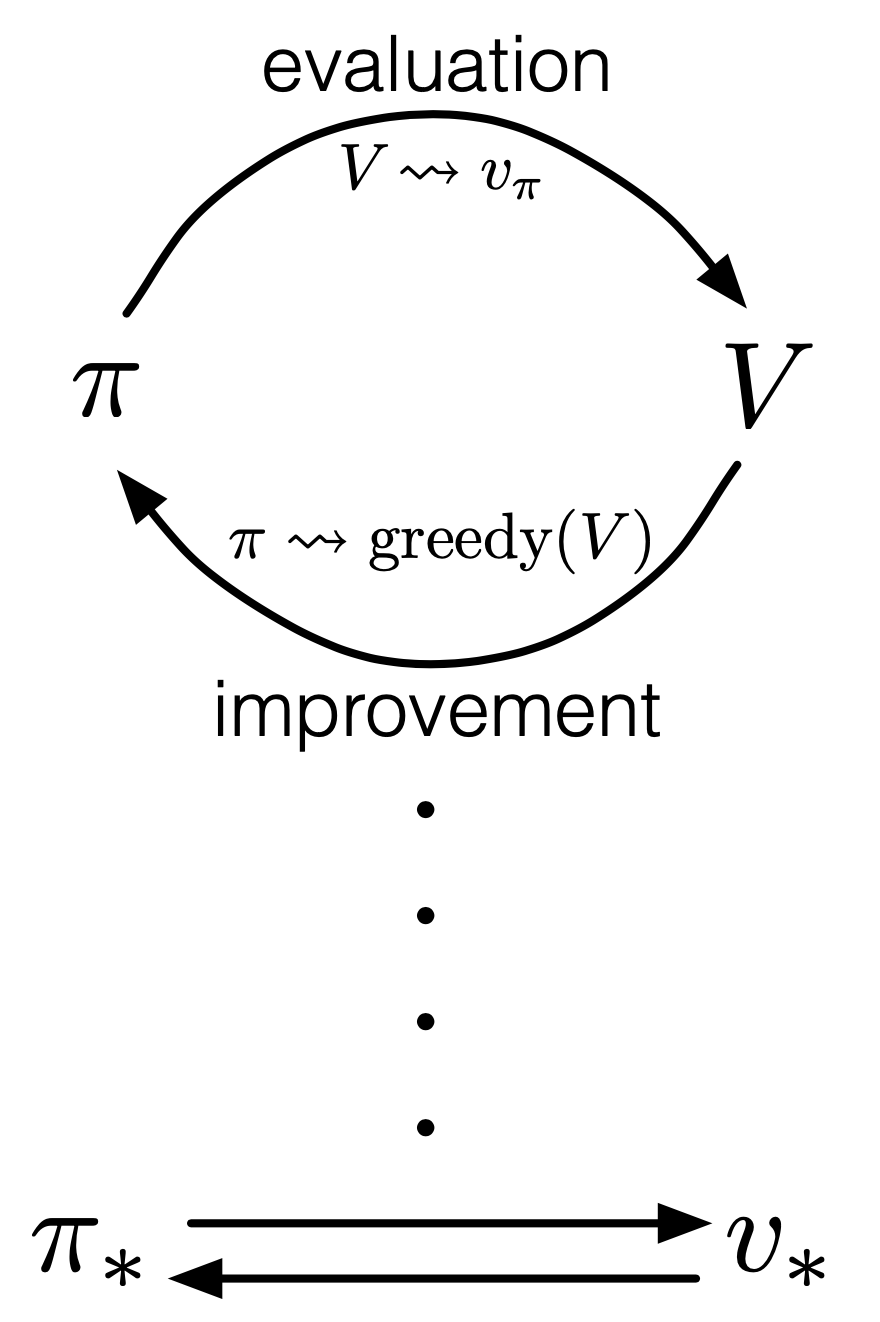 evaluation
V ⇝ v_π
π V
π ⇝ greedy(V)
improvement
π_* v_*